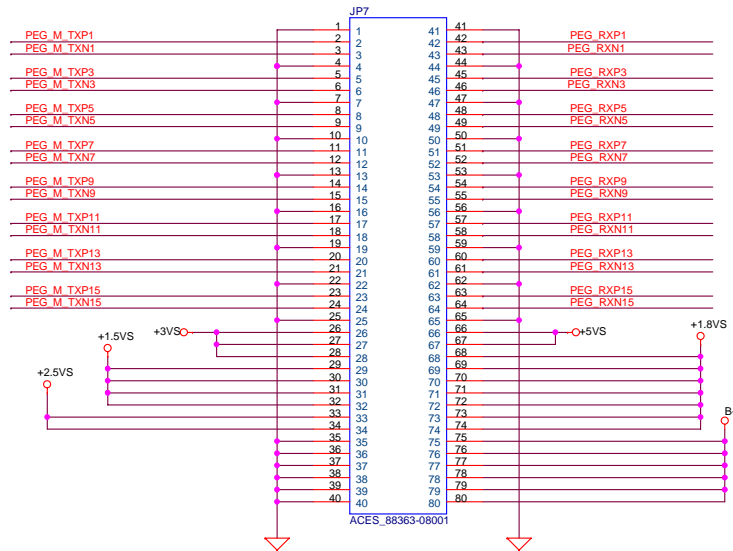 JP7
1 1 41 41
PEG_M_TXP1 2 2 42 42 PEG_RXP1
PEG_M_TXN1 3 3 43 43 PEG_RXN1
4 4 44 44
PEG_M_TXP3 5 5 45 45 PEG_RXP3
PEG_M_TXN3 6 6 46 46 PEG_RXN3
7 7 47 47
PEG_M_TXP5 8 8 48 48 PEG_RXP5
PEG_M_TXN5 9 9 49 49 PEG_RXN5
10 10 50 50
PEG_M_TXP7 11 11 51 51 PEG_RXP7
PEG_M_TXN7 12 12 52 52 PEG_RXN7
13 13 53 53
PEG_M_TXP9 14 14 54 54 PEG_RXP9
PEG_M_TXN9 15 15 55 55 PEG_RXN9
16 16 56 56
PEG_M_TXP11 17 17 57 57 PEG_RXP11
PEG_M_TXN11 18 18 58 58 PEG_RXN11
19 19 59 59
PEG_M_TXP13 20 20 60 60 PEG_RXP13
PEG_M_TXN13 21 21 61 61 PEG_RXN13
22 22 62 62
PEG_M_TXP15 23 23 63 63 PEG_RXP15
PEG_M_TXN15 24 24 64 64 PEG_RXN15
25 25 65 65
+3VS 26 26 66 66 +5VS +1.8VS
+1.5VS 27 27 67 67
28 28 68 68
29 29 69 69
+2.5VS 30 30 70 70
31 31 71 71
32 32 72 72
33 33 73 73 B
34 34 74 74
35 35 75 75
36 36 76 76
37 37 77 77
38 38 78 78
39 39 79 79
40 40 80 80
ACES_88363-08001